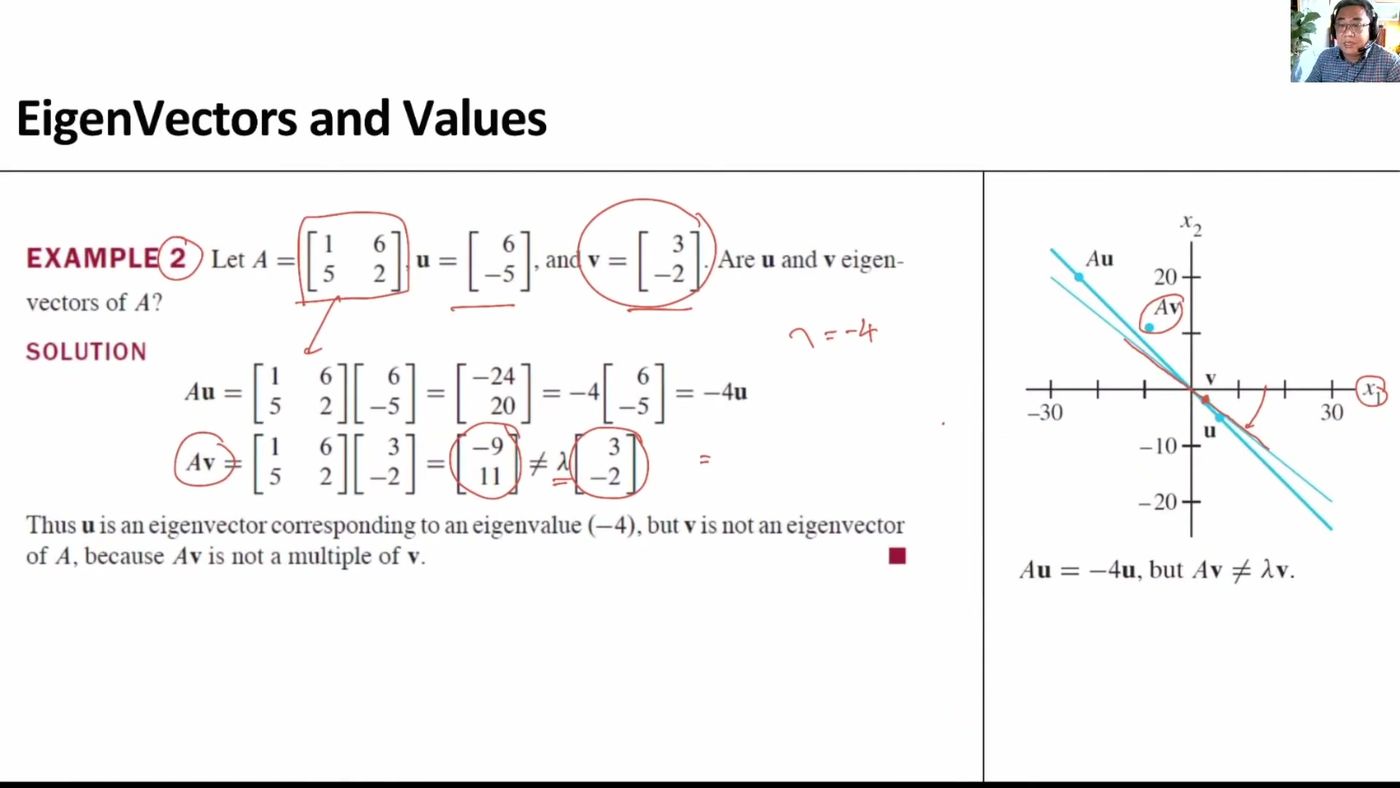 EigenVectors and Values
EXAMPLE 2 Let A = [1 6; 5 2], u = [6; −5], and v = [3; −2]. Are u and v eigen-
vectors of A?
SOLUTION
λ = −4
Au = [1 6; 5 2][6; −5] = [−24; 20] = −4[6; −5] = −4u
Av = [1 6; 5 2][3; −2] = [−9; 11] ≠ λ[3; −2] =
Thus u is an eigenvector corresponding to an eigenvalue (−4), but v is not an eigenvector
of A, because Av is not a multiple of v.
x₂
Au
20
Av
v
x₁
−30
30
u
−10
−20
Au = −4u, but Av ≠ λv.